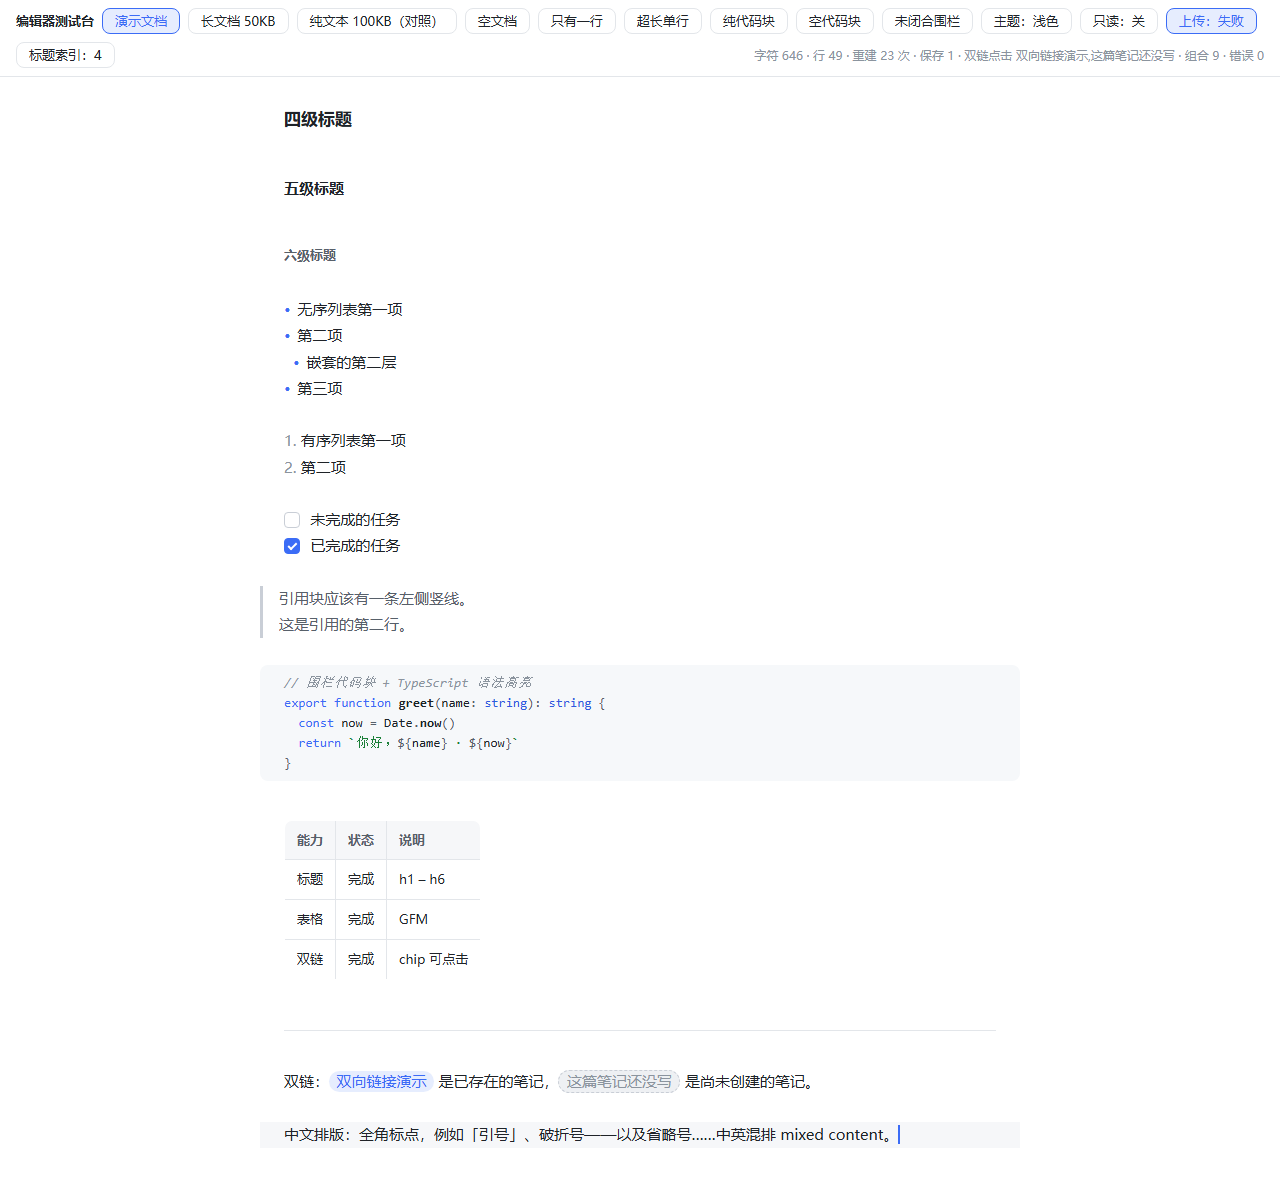 编辑器测试台 演示文档 长文档 50KB 纯文本 100KB（对照） 空文档 只有一行 超长单行 纯代码块 空代码块 未闭合围栏 主题：浅色 只读：关 上传：失败
标题索引：4 字符 646 · 行 49 · 重建 23 次 · 保存 1 · 双链点击 双向链接演示,这篇笔记还没写 · 组合 9 · 错误 0
四级标题
五级标题
六级标题
• 无序列表第一项
• 第二项
• 嵌套的第二层
• 第三项
1. 有序列表第一项
2. 第二项
未完成的任务
已完成的任务
引用块应该有一条左侧竖线。
这是引用的第二行。
// 围栏代码块 + TypeScript 语法高亮
export function greet(name: string): string {
const now = Date.now()
return `你好，${name} · ${now}`
}
能力 状态 说明
标题 完成 h1 – h6
表格 完成 GFM
双链 完成 chip 可点击
双链：双向链接演示 是已存在的笔记，这篇笔记还没写 是尚未创建的笔记。
中文排版：全角标点，例如「引号」、破折号——以及省略号……中英混排 mixed content。